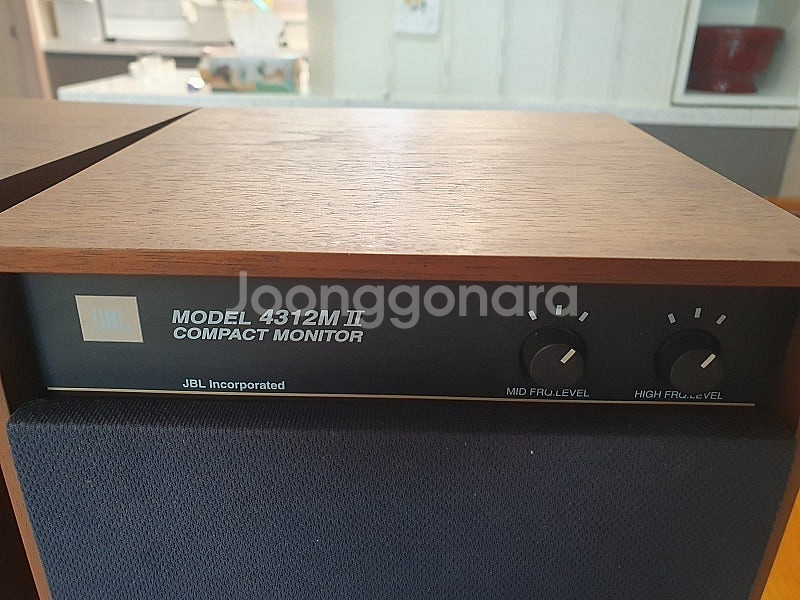 Joonggonara
JBL
MODEL 4312M II
COMPACT MONITOR
JBL Incorporated
MID FRQ.LEVEL
HIGH FRQ.LEVEL